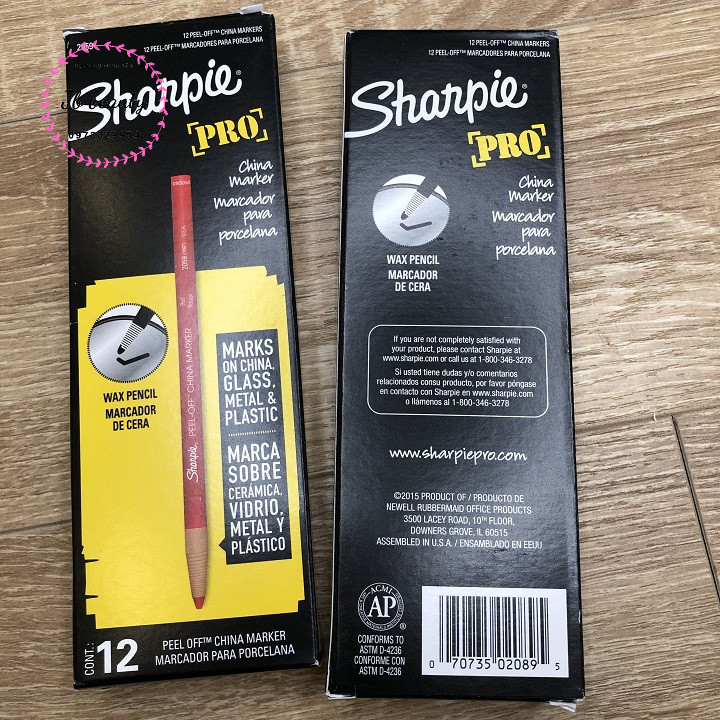 12 PEEL-OFF™ CHINA MARKERS
2059
12 PEEL-OFF™ MARCADORES PARA PORCELANA
Sharpie®
PRO
China
marker
marcador
para
porcelana
WAX PENCIL
MARCADOR
DE CERA
2059
USA
Red
Rouge
Sharpie. PEEL-OFF™ CHINA MARKER
MARKS
ON CHINA,
GLASS,
METAL &
PLASTIC
MARCA
SOBRE
CERÁMICA,
VIDRIO,
METAL Y
PLÁSTICO
CONT.: 12
PEEL OFF™ CHINA MARKER
MARCADOR PARA PORCELANA
12 PEEL-OFF™ CHINA MARKERS
12 PEEL-OFF™ MARCADORES PARA PORCELANA
Sharpie®
PRO
China
marker
marcador
para
porcelana
WAX PENCIL
MARCADOR
DE CERA
If you are not completely satisfied with
your product, please contact Sharpie at
www.sharpie.com or call us at 1-800-346-3278
Si usted tiene dudas y/o comentarios
relacionados consu producto, por favor póngase
en contacto con Sharpie en www.sharpie.com
o llámenos al 1-800-346-3278
www.sharpiepro.com
©2015 PRODUCT OF / PRODUCTO DE
NEWELL RUBBERMAID OFFICE PRODUCTS
3500 LACEY ROAD, 10TH FLOOR,
DOWNERS GROVE, IL 60515
ASSEMBLED IN U.S.A. / ENSAMBLADO EN EEUU
ACMI
AP
®
CONFORMS TO
ASTM D-4236
CONFORME CON
ASTM D-4236
0 70735 02089 5